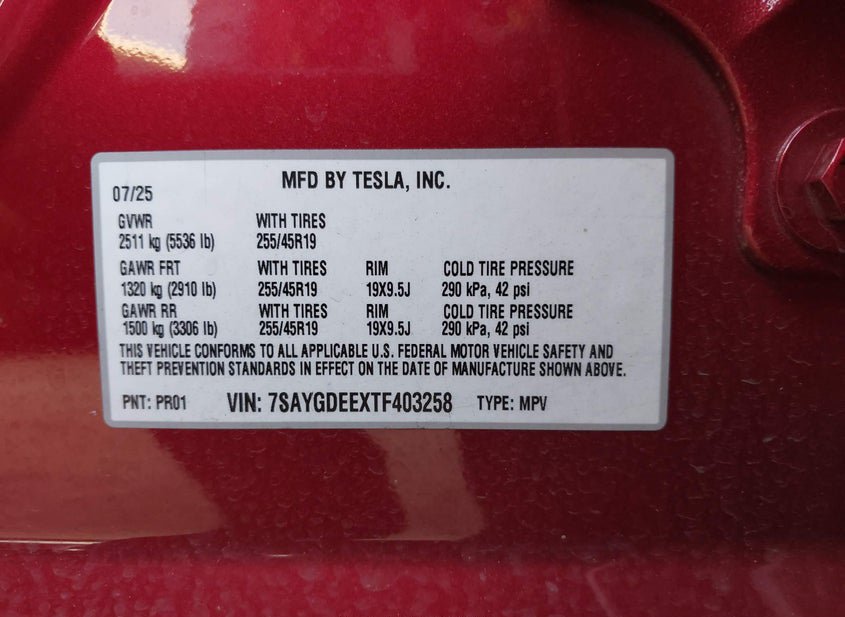 MFD BY TESLA, INC.
07/25
GVWR WITH TIRES
2511 kg (5536 lb) 255/45R19
GAWR FRT WITH TIRES RIM COLD TIRE PRESSURE
1320 kg (2910 lb) 255/45R19 19X9.5J 290 kPa, 42 psi
GAWR RR WITH TIRES RIM COLD TIRE PRESSURE
1500 kg (3306 lb) 255/45R19 19X9.5J 290 kPa, 42 psi
THIS VEHICLE CONFORMS TO ALL APPLICABLE U.S. FEDERAL MOTOR VEHICLE SAFETY AND
THEFT PREVENTION STANDARDS IN EFFECT ON THE DATE OF MANUFACTURE SHOWN ABOVE.
PNT: PR01 VIN: 7SAYGDEEXTF403258 TYPE: MPV